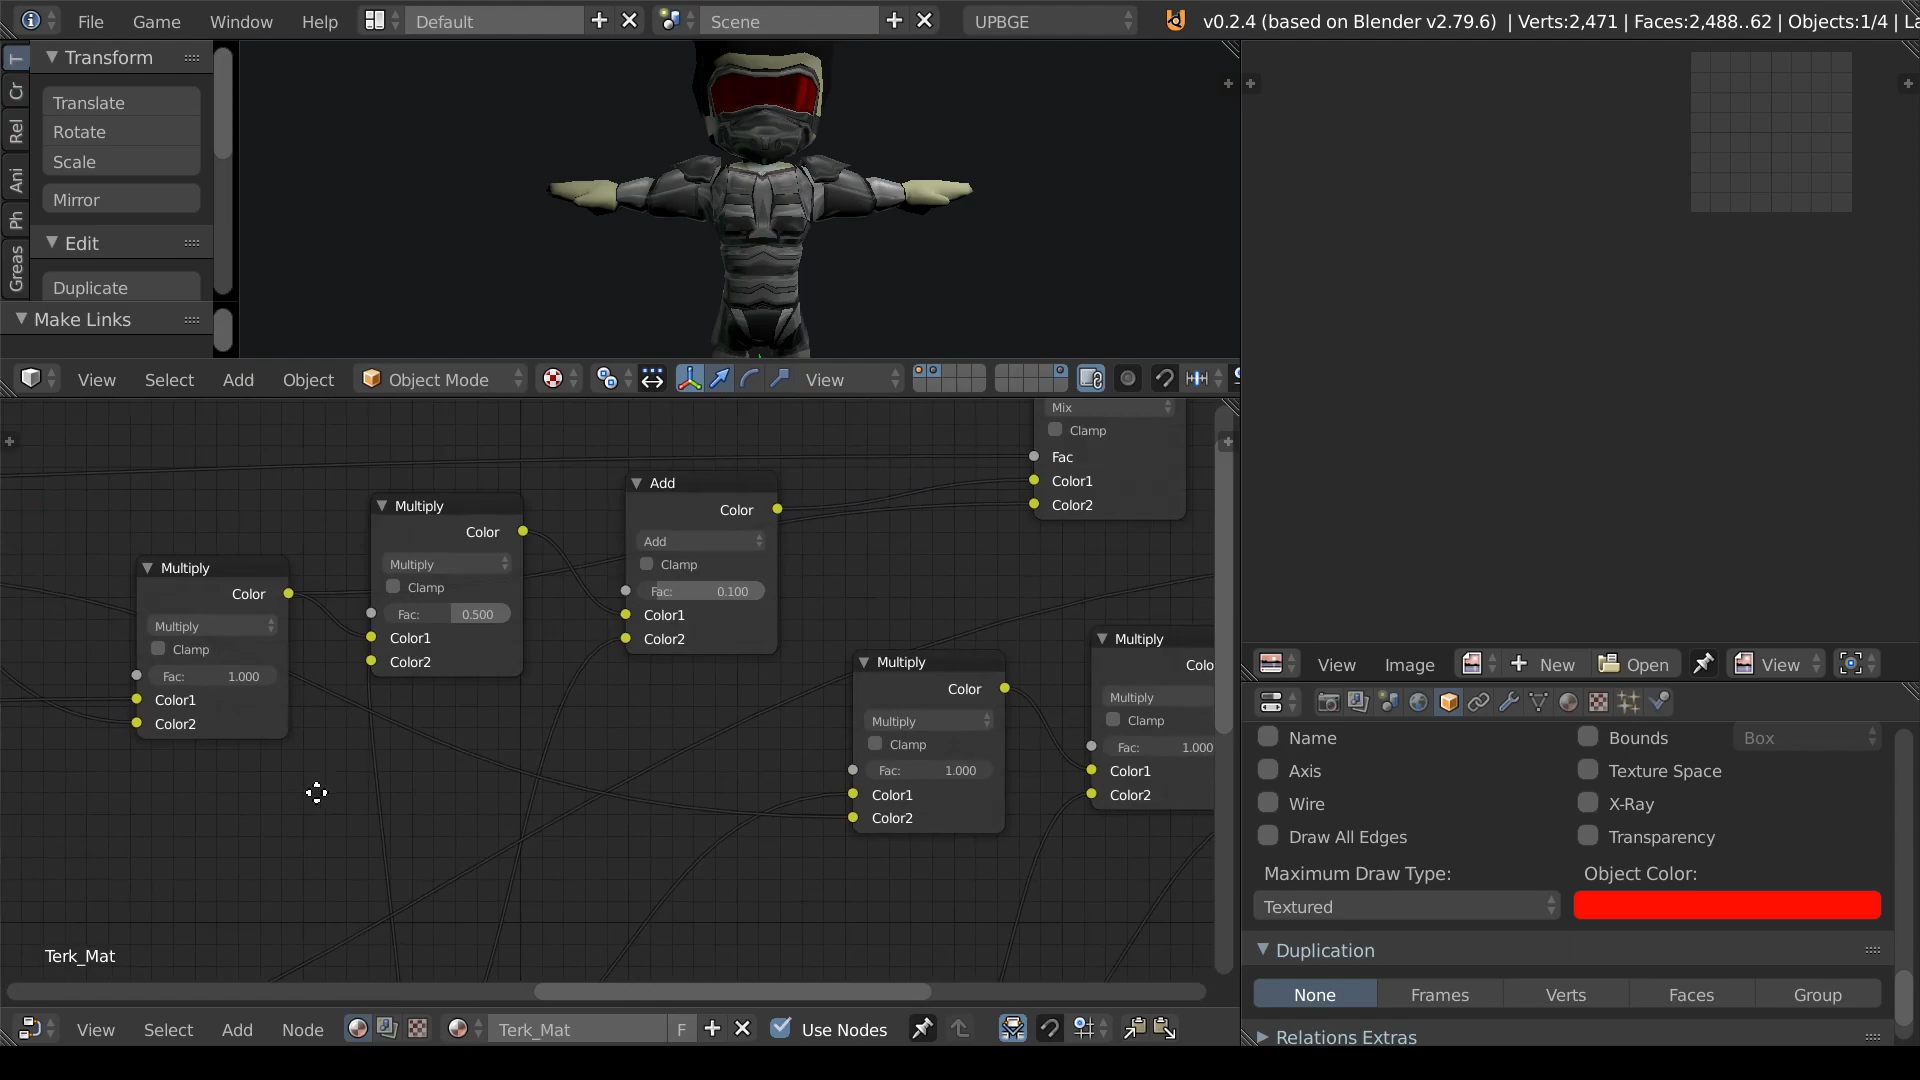 File Game Window Help Default Scene UPBGE v0.2.4 (based on Blender v2.79.6) | Verts:2,471 | Faces:2,488..62 | Objects:1/4 | La
T
Cr
Rel
Ani
Ph
Greas
Transform
Translate
Rotate
Scale
Mirror
Edit
Duplicate
Make Links
View Select Add Object Object Mode View
Mix
Clamp
Fac
Color1
Color2
Add
Color
Add
Clamp
Fac: 0.100
Color1
Color2
Multiply
Color
Multiply
Clamp
Fac: 0.500
Color1
Color2
Multiply
Color
Multiply
Clamp
Fac: 1.000
Color1
Color2
Multiply
Color
Multiply
Clamp
Fac: 1.000
Color1
Color2
Multiply
Colo
Multiply
Clamp
Fac: 1.000
Color1
Color2
Terk_Mat
View Select Add Node Terk_Mat F Use Nodes
View Image New Open View
Name Bounds Box
Axis Texture Space
Wire X-Ray
Draw All Edges Transparency
Maximum Draw Type: Object Color:
Textured
Duplication
None Frames Verts Faces Group
Relations Extras